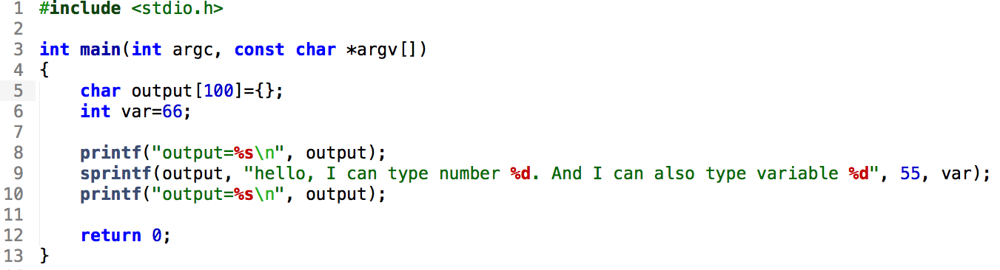 1 #include <stdio.h>
2
3 int main(int argc, const char *argv[])
4 {
5     char output[100]={};
6     int var=66;
7
8     printf("output=%s\n", output);
9     sprintf(output, "hello, I can type number %d. And I can also type variable %d", 55, var);
10     printf("output=%s\n", output);
11
12     return 0;
13 }